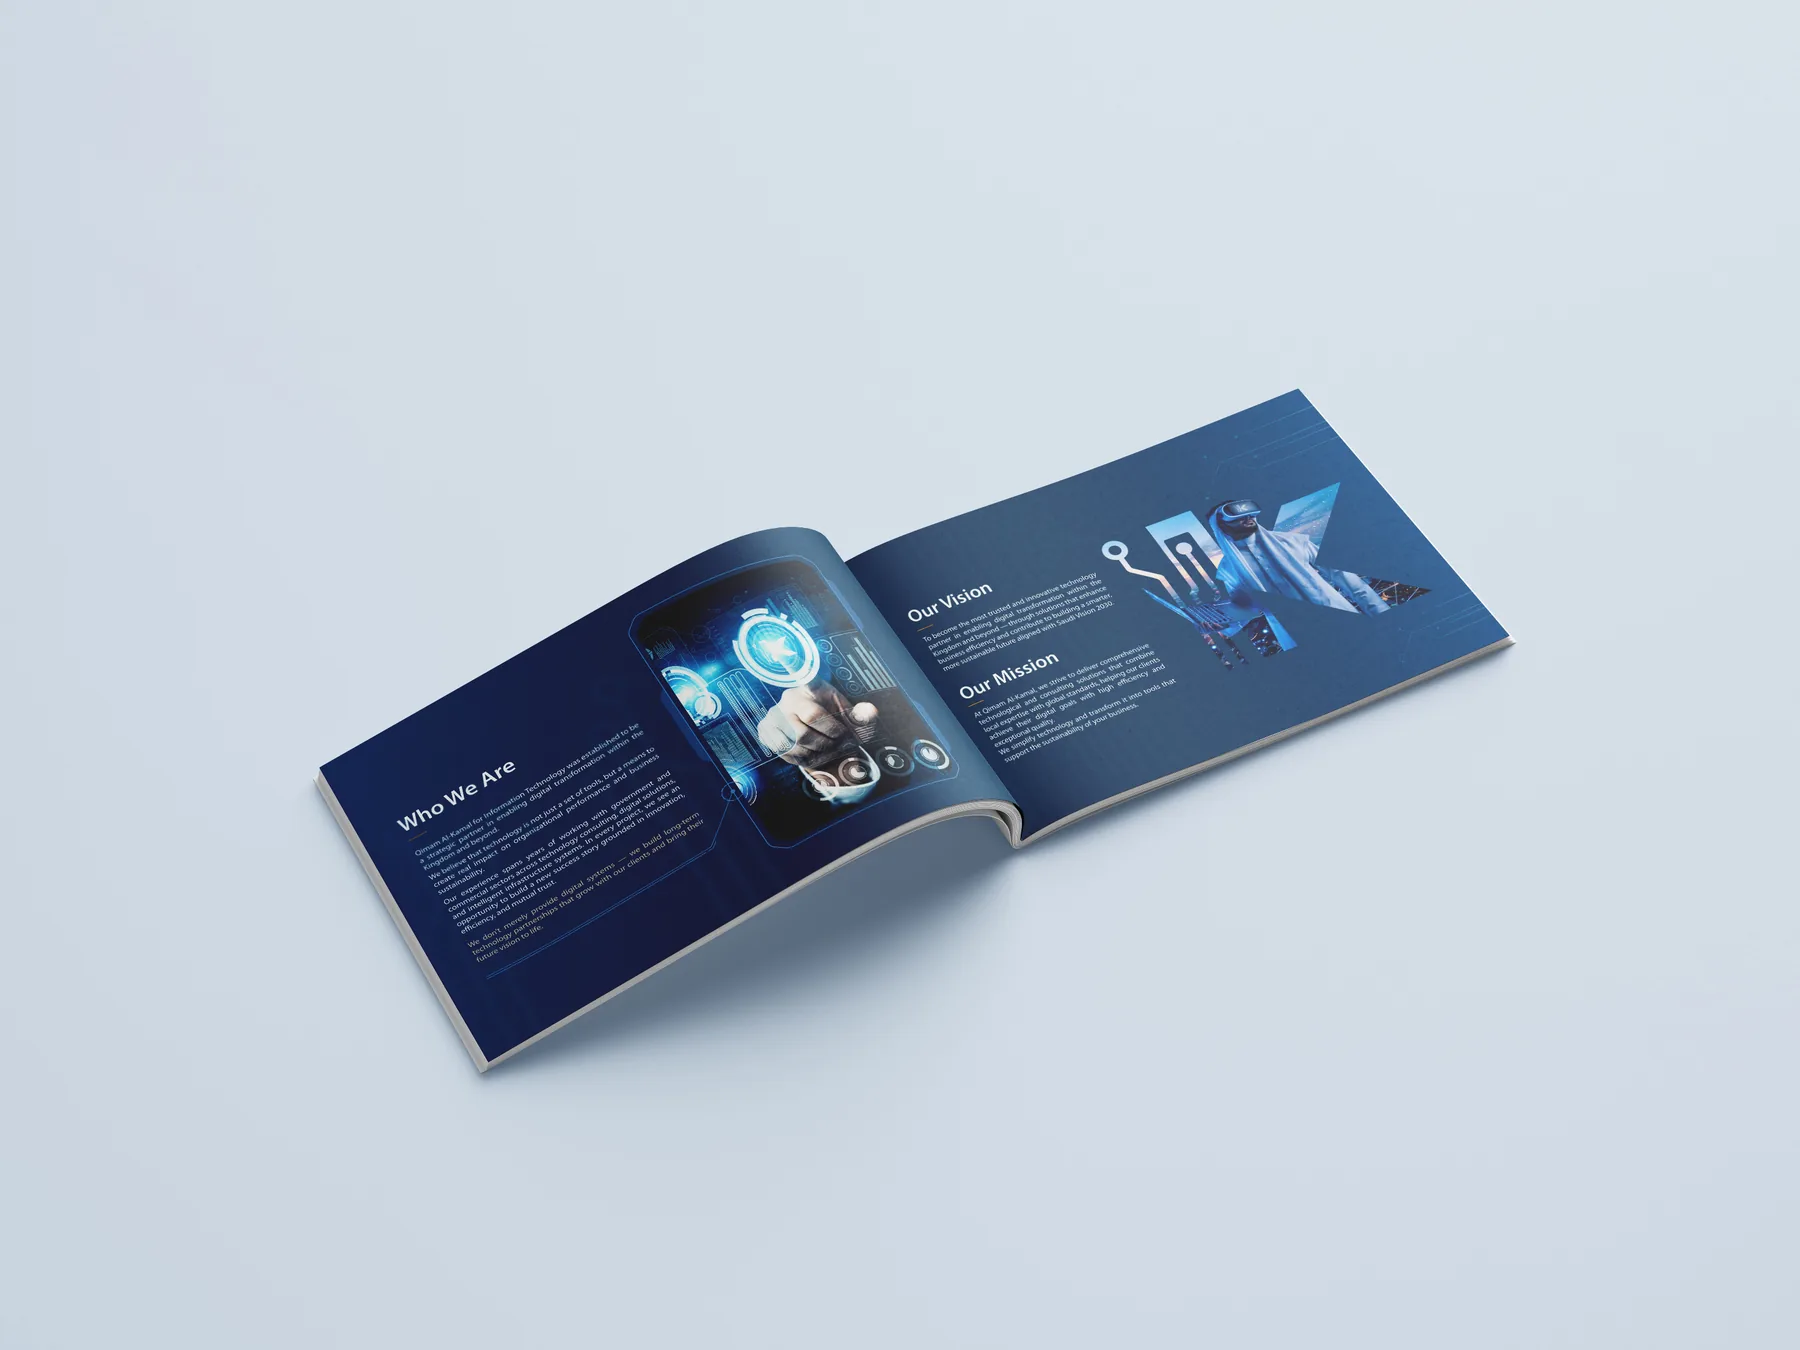 Who We Are
Qimam Al-Kamal for Information Technology was established to be
a strategic partner in enabling digital transformation within the
Kingdom and beyond.
We believe that technology is not just a set of tools, but a means to
create real impact on organizational performance and business
sustainability.
Our experience spans years of working with government and
commercial sectors across technology consulting, digital solutions,
and intelligent infrastructure systems. In every project, we see an
opportunity to build a new success story grounded in innovation,
efficiency, and mutual trust.
We don't merely provide digital systems — we build long-term
technology partnerships that grow with our clients and bring their
future vision to life.
Our Vision
To become the most trusted and innovative technology
partner in enabling digital transformation within the
Kingdom and beyond — through solutions that enhance
business efficiency and contribute to building a smarter,
more sustainable future aligned with Saudi Vision 2030.
Our Mission
At Qimam Al-Kamal, we strive to deliver comprehensive
technological and consulting solutions that combine
local expertise with global standards, helping our clients
achieve their digital goals with high efficiency and
exceptional quality.
We simplify technology and transform it into tools that
support the sustainability of your business.